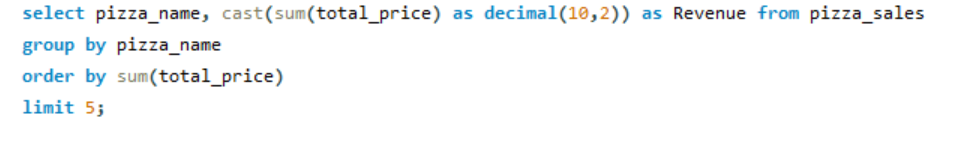 select pizza_name, cast(sum(total_price) as decimal(10,2)) as Revenue from pizza_sales
group by pizza_name
order by sum(total_price)
limit 5;